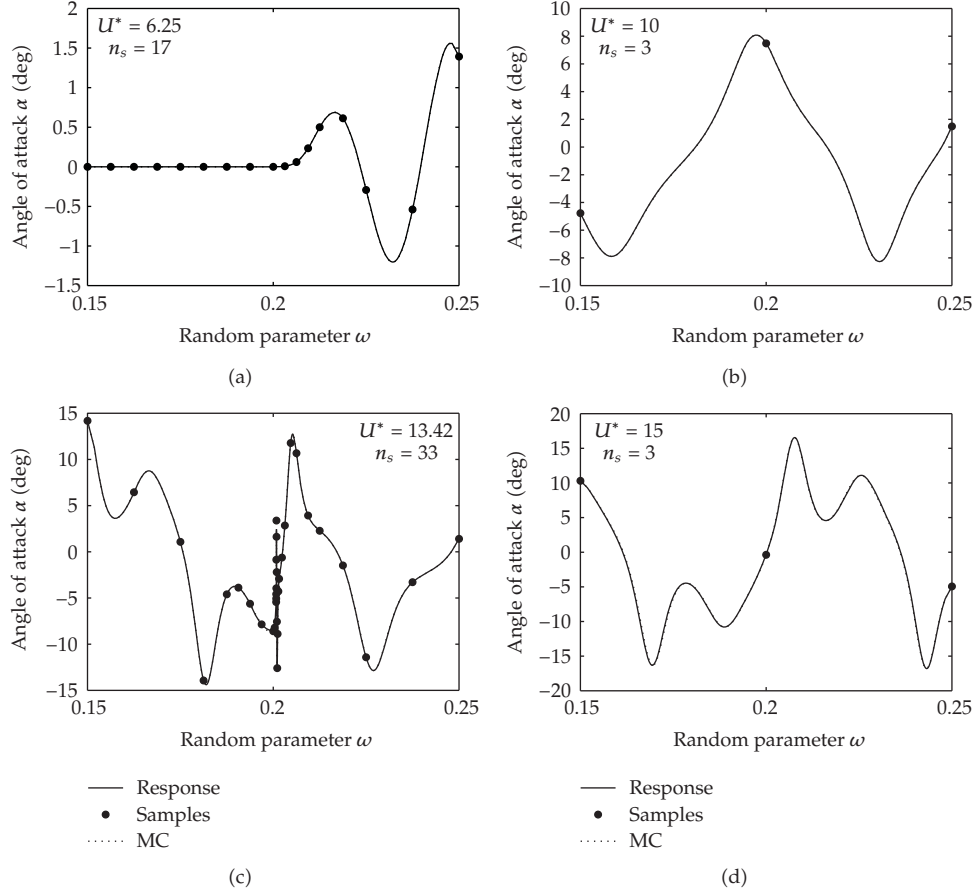 U* = 6.25
n_s = 17
2
1.5
1
0.5
0
−0.5
−1
−1.5
0.15
0.2
0.25
Angle of attack α (deg)
Random parameter ω
(a)
U* = 10
n_s = 3
10
8
6
4
2
0
−2
−4
−6
−8
−10
0.15
0.2
0.25
Angle of attack α (deg)
Random parameter ω
(b)
U* = 13.42
n_s = 33
15
10
5
0
−5
−10
−15
0.15
0.2
0.25
Angle of attack α (deg)
Random parameter ω
Response
Samples
MC
(c)
U* = 15
n_s = 3
20
15
10
5
0
−5
−10
−15
−20
0.15
0.2
0.25
Angle of attack α (deg)
Random parameter ω
Response
Samples
MC
(d)